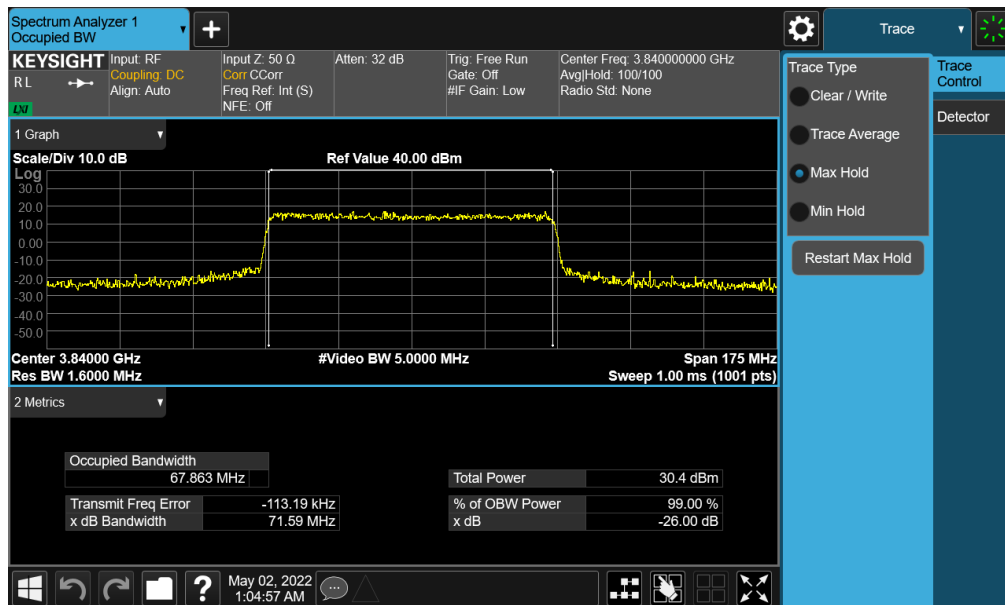 Spectrum Analyzer 1
Occupied BW
+
Trace
KEYSIGHT
RL
LXI
Input: RF
Coupling: DC
Align: Auto
Input Z: 50 Ω
Corr CCorr
Freq Ref: Int (S)
NFE: Off
Atten: 32 dB
Trig: Free Run
Gate: Off
#IF Gain: Low
Center Freq: 3.840000000 GHz
Avg|Hold: 100/100
Radio Std: None
Trace Type
Clear / Write
Trace Average
Max Hold
Min Hold
Restart Max Hold
Trace
Control
Detector
1 Graph
Scale/Div 10.0 dB
Ref Value 40.00 dBm
Log
30.0
20.0
10.0
0.00
-10.0
-20.0
-30.0
-40.0
-50.0
Center 3.84000 GHz
#Video BW 5.0000 MHz
Span 175 MHz
Res BW 1.6000 MHz
Sweep 1.00 ms (1001 pts)
2 Metrics
Occupied Bandwidth
67.863 MHz
Total Power 30.4 dBm
Transmit Freq Error -113.19 kHz
% of OBW Power 99.00 %
x dB Bandwidth 71.59 MHz
x dB -26.00 dB
?
May 02, 2022
1:04:57 AM